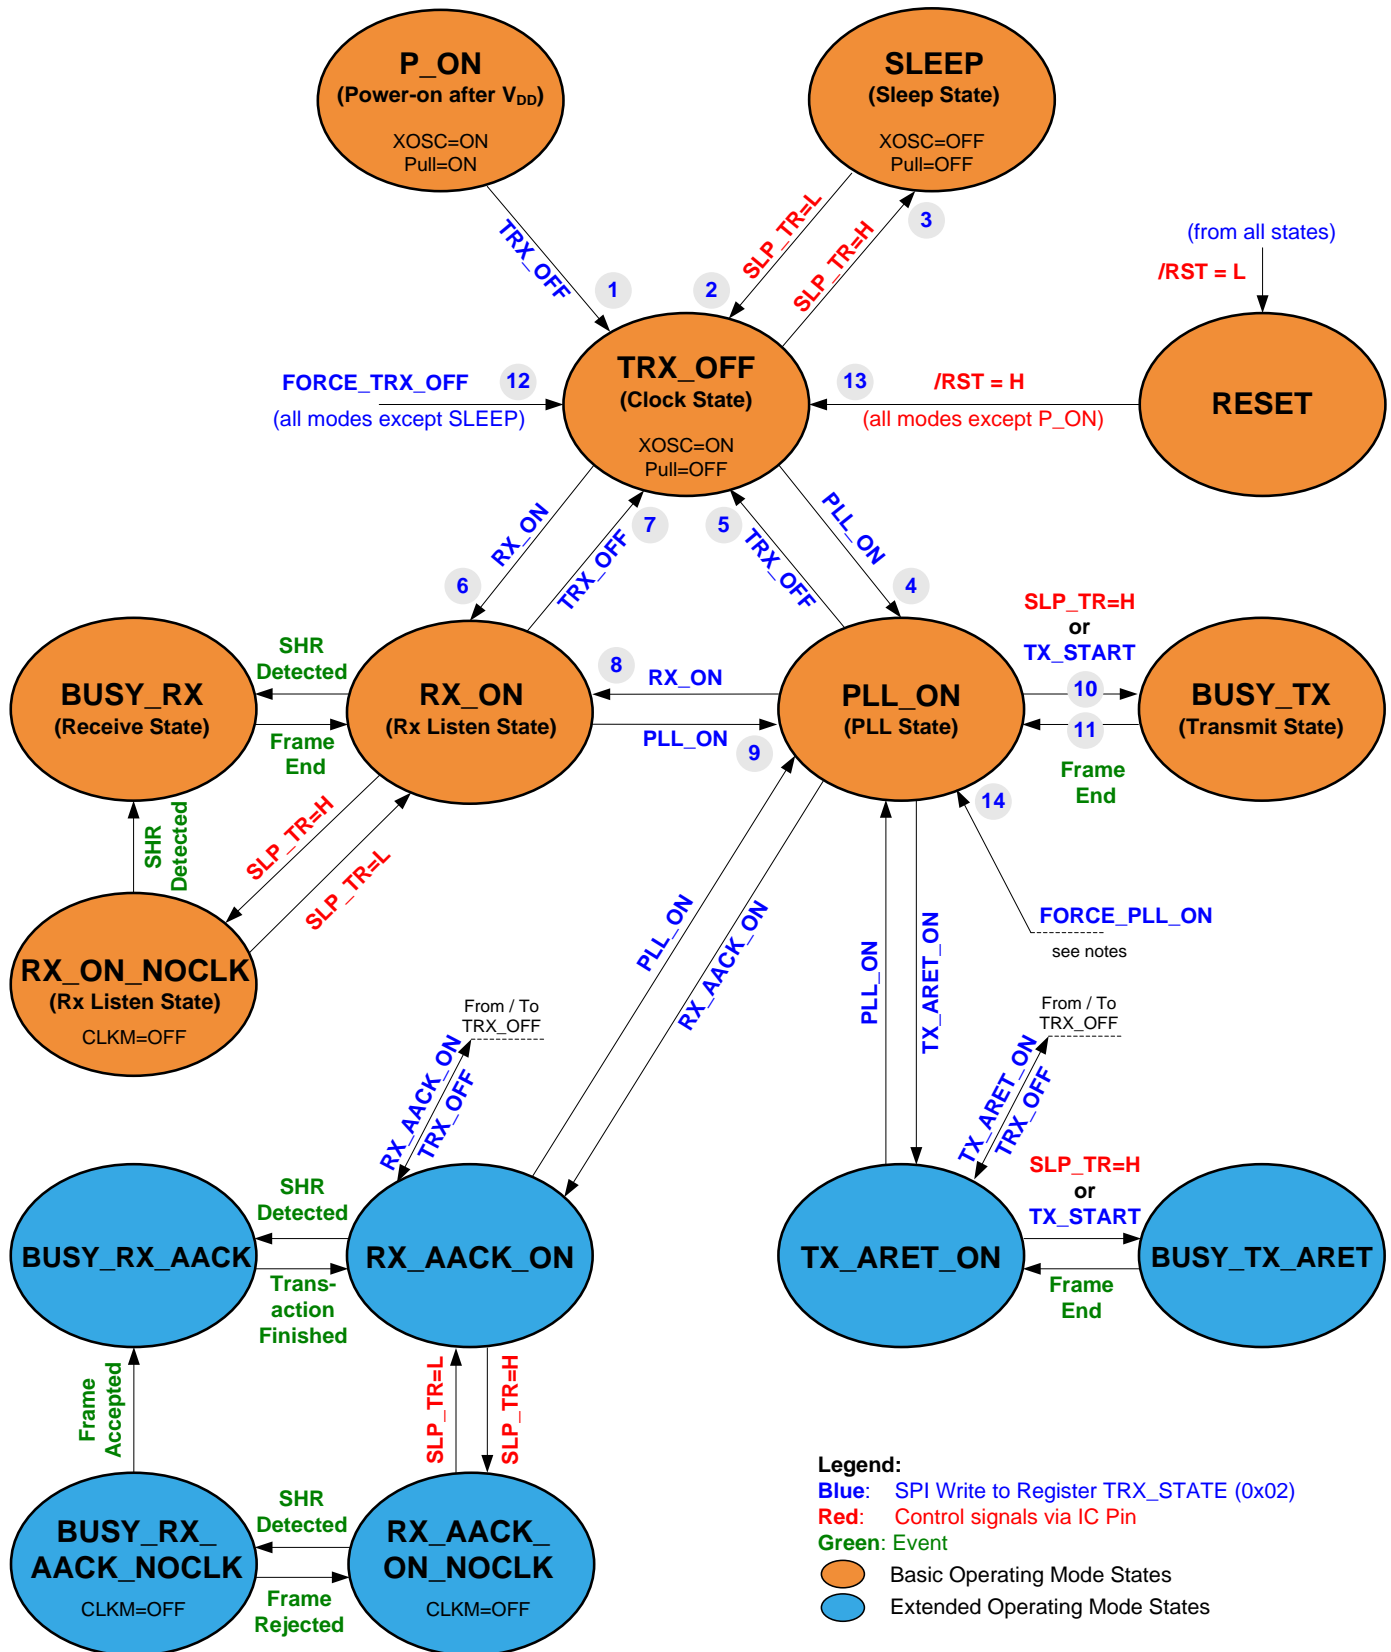 P_ON
(Power-on after VDD)
XOSC=ON
Pull=ON
SLEEP
(Sleep State)
XOSC=OFF
Pull=OFF
TRX_OFF
1
2
SLP_TR=L
SLP_TR=H
3
(from all states)
/RST = L
TRX_OFF
(Clock State)
XOSC=ON
Pull=OFF
FORCE_TRX_OFF
12
(all modes except SLEEP)
13
/RST = H
(all modes except P_ON)
RESET
RX_ON
7
TRX_OFF
6
5
TRX_OFF
PLL_ON
4
SHR
Detected
BUSY_RX
(Receive State)
Frame
End
RX_ON
(Rx Listen State)
8
RX_ON
PLL_ON
9
PLL_ON
(PLL State)
SLP_TR=H
or
TX_START
10
11
Frame
End
BUSY_TX
(Transmit State)
14
SHR
Detected
SLP_TR=H
SLP_TR=L
RX_ON_NOCLK
(Rx Listen State)
CLKM=OFF
PLL_ON
RX_AACK_ON
PLL_ON
TX_ARET_ON
FORCE_PLL_ON
see notes
From / To
TRX_OFF
RX_AACK_ON
TRX_OFF
From / To
TRX_OFF
TX_ARET_ON
TRX_OFF
SHR
Detected
BUSY_RX_AACK
Trans-
action
Finished
RX_AACK_ON
TX_ARET_ON
SLP_TR=H
or
TX_START
Frame
End
BUSY_TX_ARET
Frame
Accepted
SLP_TR=L
SLP_TR=H
BUSY_RX_
AACK_NOCLK
CLKM=OFF
SHR
Detected
Frame
Rejected
RX_AACK_
ON_NOCLK
CLKM=OFF
Legend:
Blue: SPI Write to Register TRX_STATE (0x02)
Red: Control signals via IC Pin
Green: Event
Basic Operating Mode States
Extended Operating Mode States